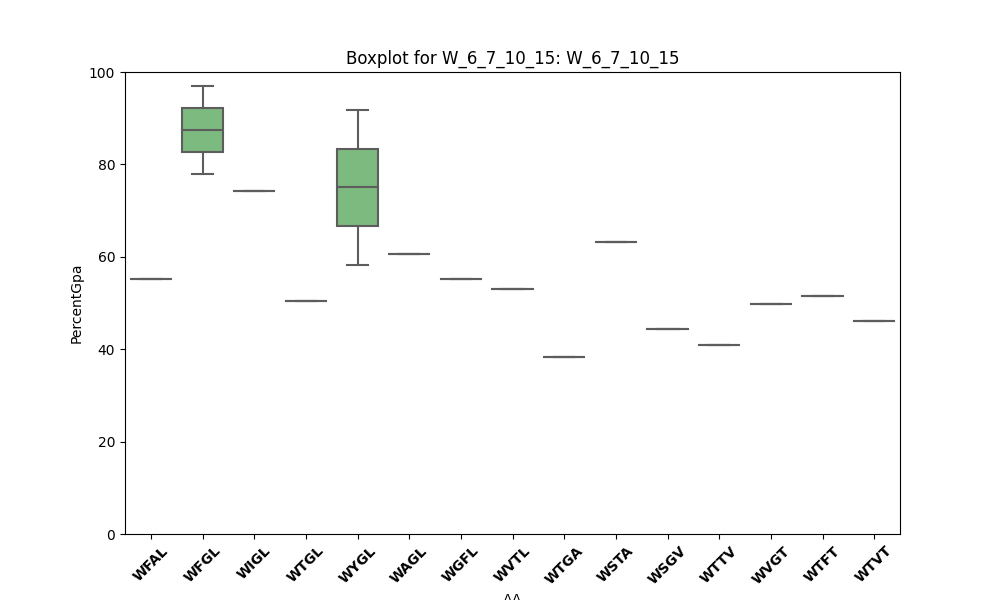 Boxplot for W_6_7_10_15: W_6_7_10_15
100
80
60
40
20
0
PercentGpa
WFAL WFGL WIGL WTGL WYGL WAGL WGFL WVTL WTGA WSTA WSGV WTTV WVGT WTFT WTVT
AA